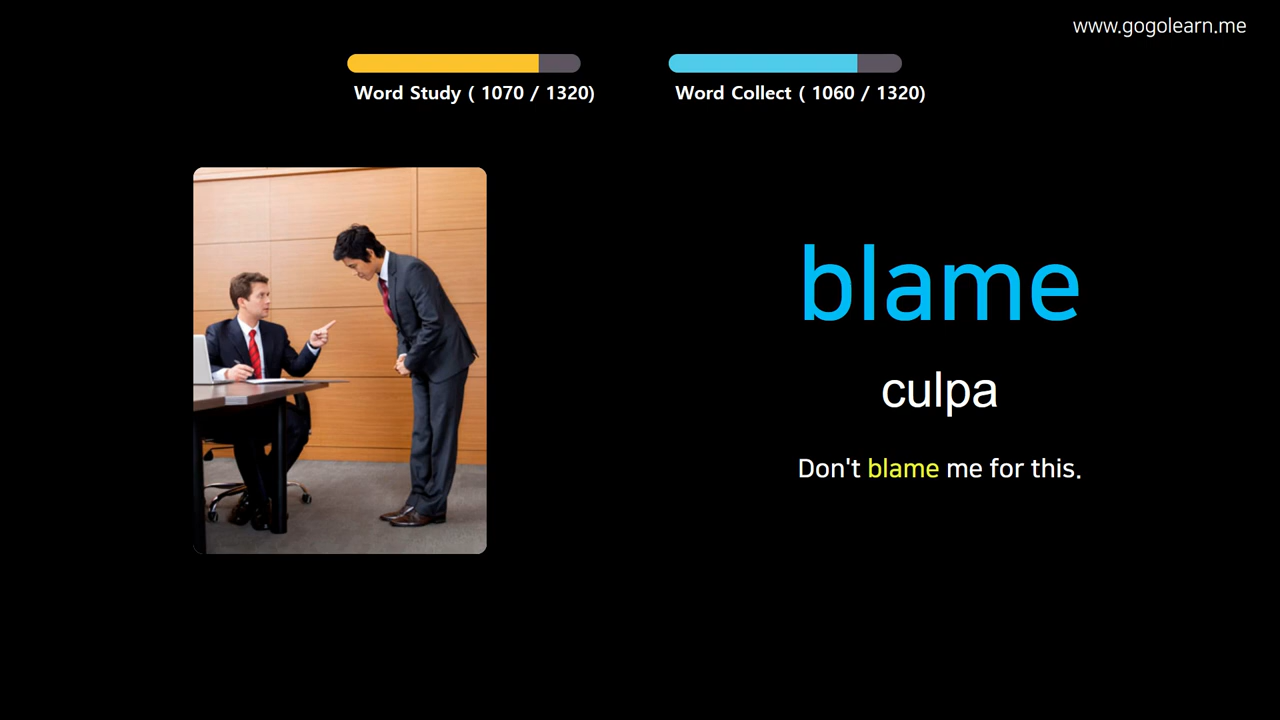 www.gogolearn.me
Word Study ( 1070 / 1320)
Word Collect ( 1060 / 1320)
blame
culpa
Don't blame me for this.